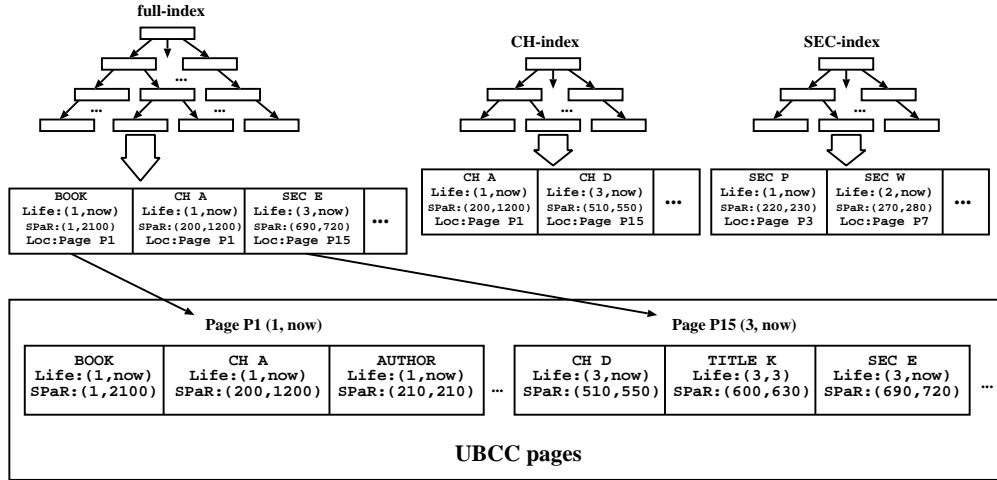 full-index
CH-index
SEC-index
...
...
...
...
...
...
...
BOOK
Life:(1,now)
SPaR:(1,2100)
Loc:Page P1
CH A
Life:(1,now)
SPaR:(200,1200)
Loc:Page P1
SEC E
Life:(3,now)
SPaR:(690,720)
Loc:Page P15
...
CH A
Life:(1,now)
SPaR:(200,1200)
Loc:Page P1
CH D
Life:(3,now)
SPaR:(510,550)
Loc:Page P15
...
SEC P
Life:(1,now)
SPaR:(220,230)
Loc:Page P3
SEC W
Life:(2,now)
SPaR:(270,280)
Loc:Page P7
...
Page P1 (1, now)
BOOK
Life:(1,now)
SPaR:(1,2100)
CH A
Life:(1,now)
SPaR:(200,1200)
AUTHOR
Life:(1,now)
SPaR:(210,210)
...
Page P15 (3, now)
CH D
Life:(3,now)
SPaR:(510,550)
TITLE K
Life:(3,3)
SPaR:(600,630)
SEC E
Life:(3,now)
SPaR:(690,720)
...
UBCC pages